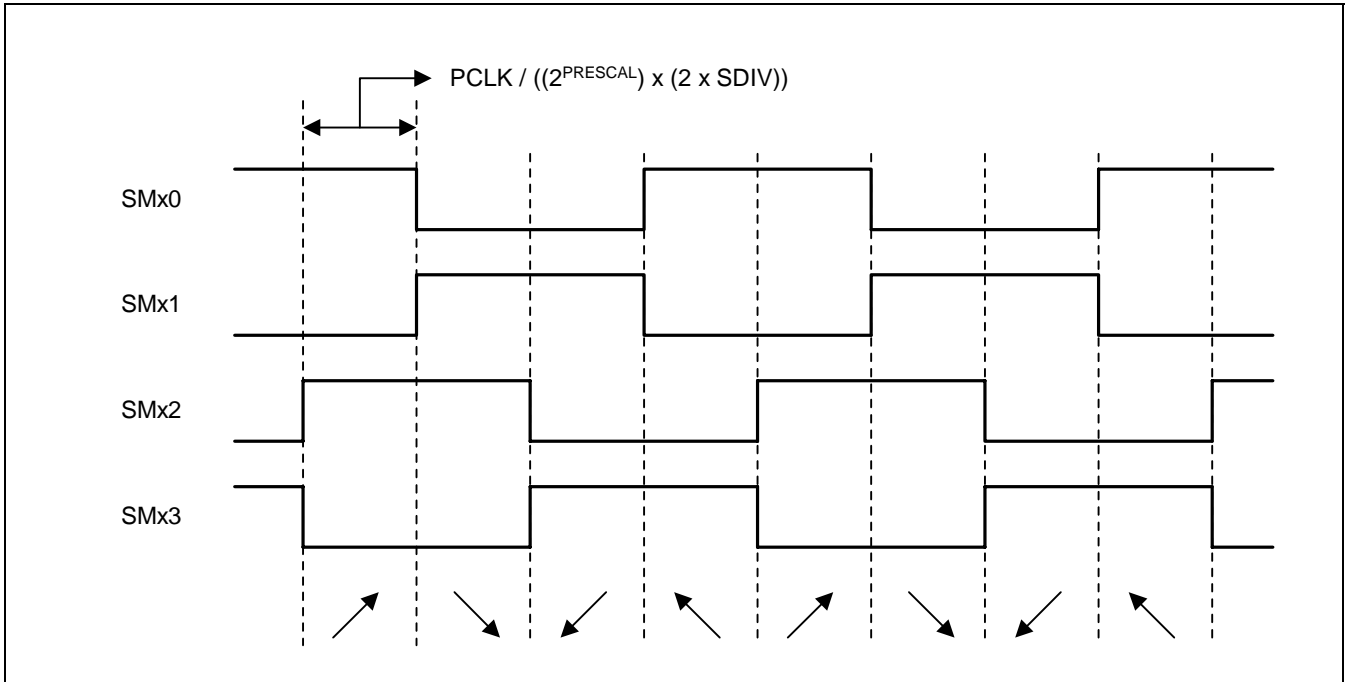 PCLK / ((2^PRESCAL) x (2 x SDIV))
SMx0
SMx1
SMx2
SMx3